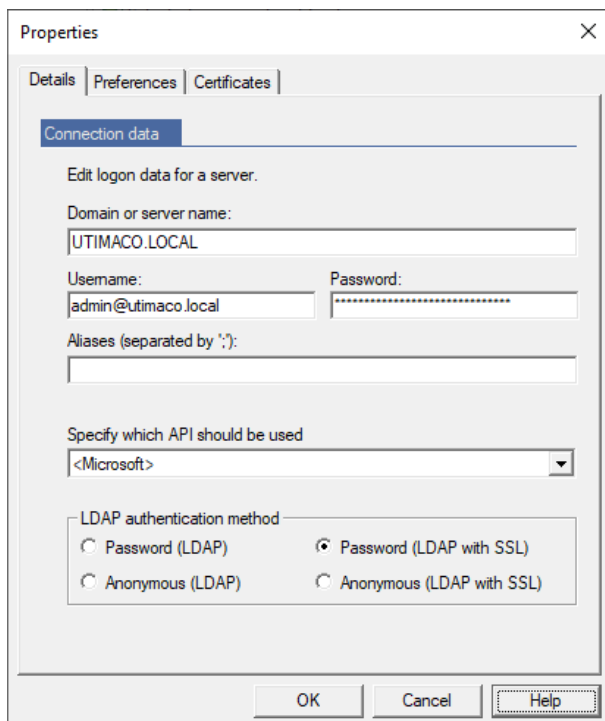 Properties
Details Preferences Certificates
Connection data
Edit logon data for a server.
Domain or server name:
UTIMACO.LOCAL
Username: Password:
admin@utimaco.local ******************************
Aliases (separated by ';'):
Specify which API should be used
<Microsoft>
LDAP authentication method
Password (LDAP) Password (LDAP with SSL)
Anonymous (LDAP) Anonymous (LDAP with SSL)
OK Cancel Help